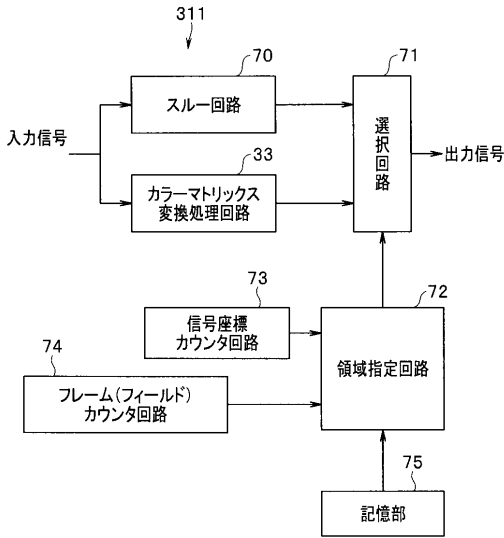 311
70
71
スルー回路
入力信号
選択回路
出力信号
33
カラーマトリックス
変換処理回路
73
72
信号座標
カウンタ回路
領域指定回路
74
フレーム(フィールド)
カウンタ回路
75
記憶部